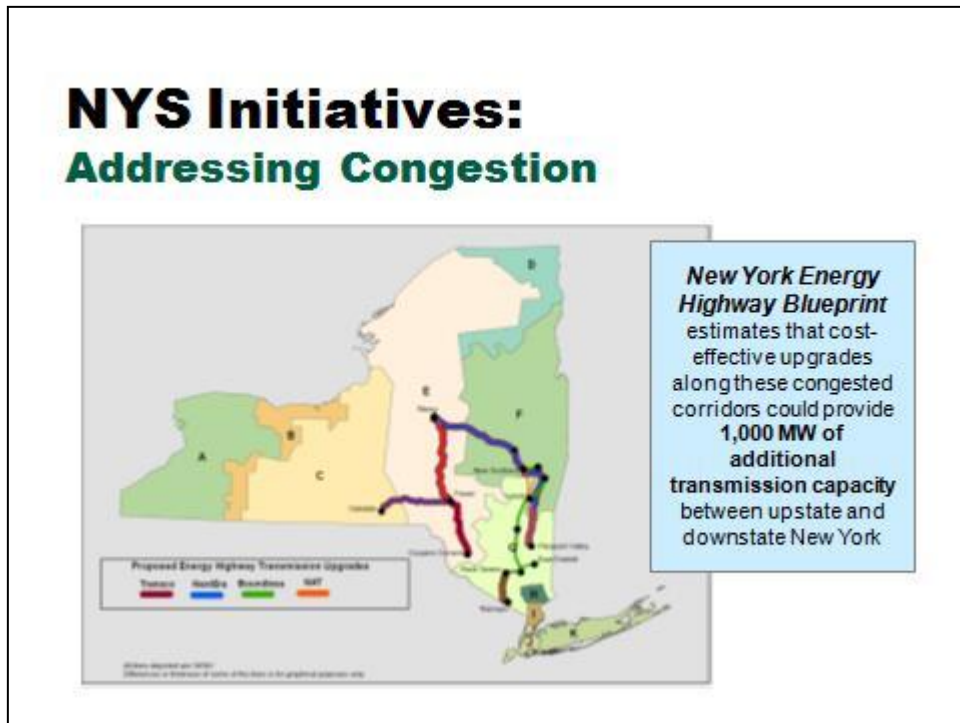 NYS Initiatives:
Addressing Congestion
New York Energy
Highway Blueprint
estimates that cost-
effective upgrades
along these congested
corridors could provide
1,000 MW of
additional
transmission capacity
between upstate and
downstate New York
D
E
F
A
B
C
G
H
I
K
Pleasant Valley
Proposed Energy Highway Transmission Upgrades
Transco
NextEra
Boundless
NAT